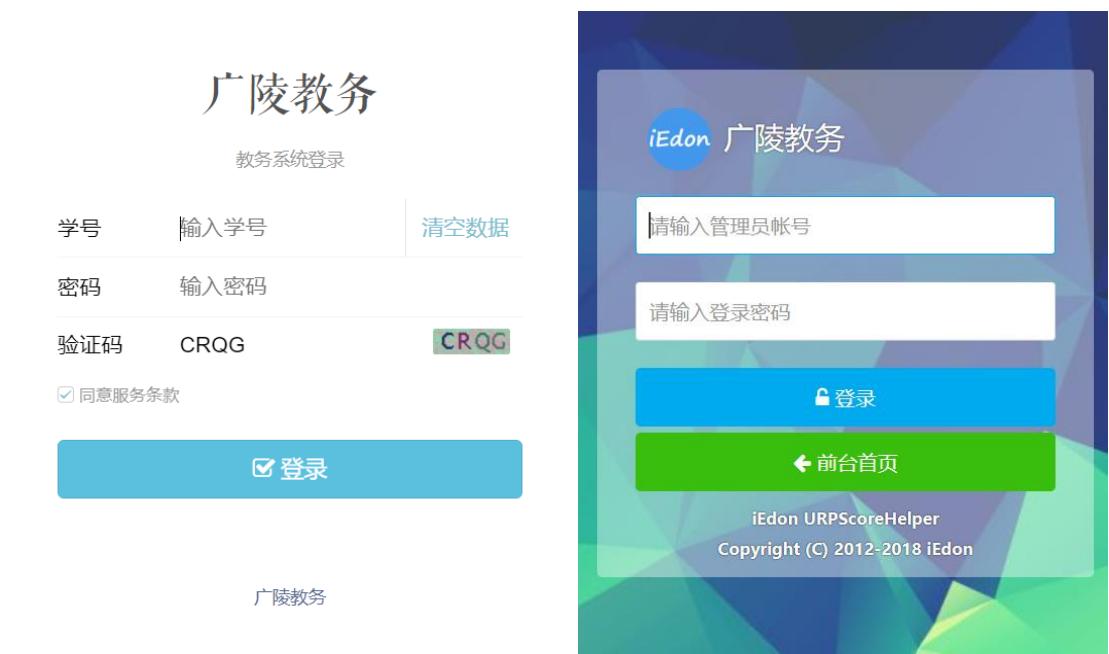 广陵教务
教务系统登录
学号 输入学号 清空数据
密码 输入密码
验证码 CRQG CRQG
同意服务条款
登录
广陵教务
iEdon 广陵教务
请输入管理员帐号
请输入登录密码
登录
前台首页
iEdon URPScoreHelper
Copyright (C) 2012-2018 iEdon